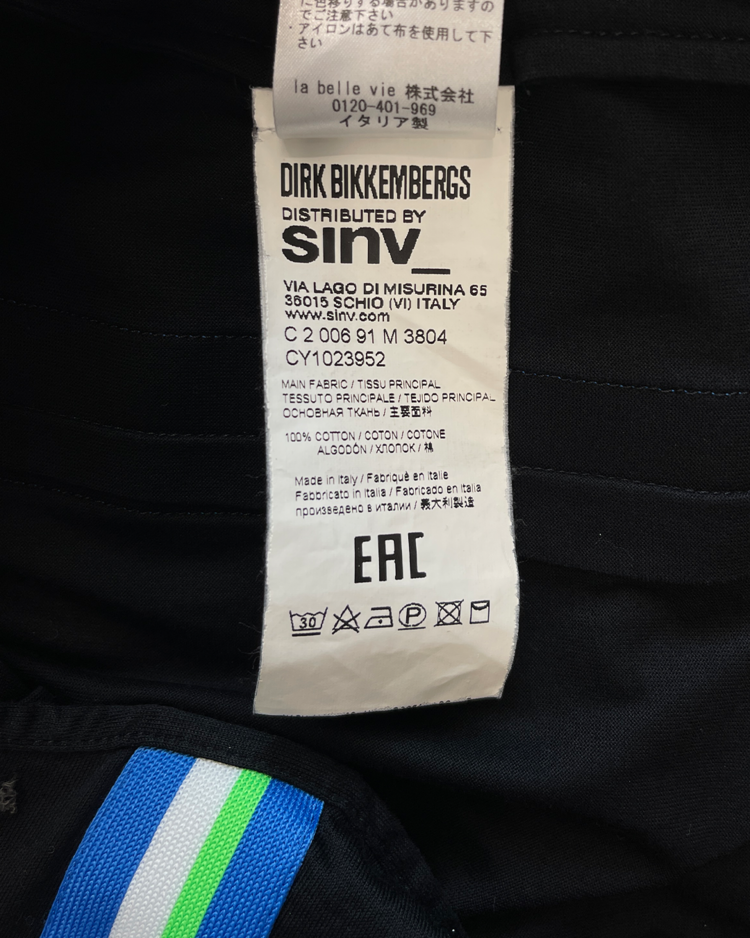 に色移りする場合がありますの
でご注意下さい
・アイロンはあて布を使用して下
さい
la belle vie 株式会社
0120-401-969
イタリア製
DIRK BIKKEMBERGS
DISTRIBUTED BY
sinv_
VIA LAGO DI MISURINA 65
36015 SCHIO (VI) ITALY
www.sinv.com
C 2 006 91 M 3804
CY1023952
MAIN FABRIC / TISSU PRINCIPAL
TESSUTO PRINCIPALE / TEJIDO PRINCIPAL
ОСНОВНАЯ ТКАНЬ / 主要面料
100% COTTON / COTON / COTONE
ALGODÓN / ХЛОПОК / 棉
Made in Italy / Fabriqué en Italie
Fabbricato in Italia / Fabricado en Italia
произведено в италии / 義大利製造
EAC
30
P